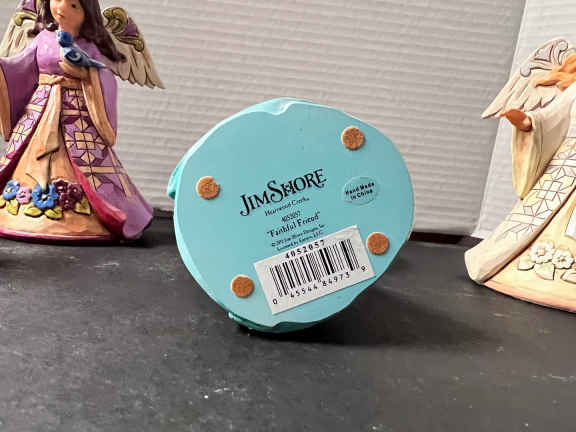 JIM SHORE
Heartwood Creek
4052057
"Faithful Friend"
Hand Made
in China
4052057
0 45544 84973 9